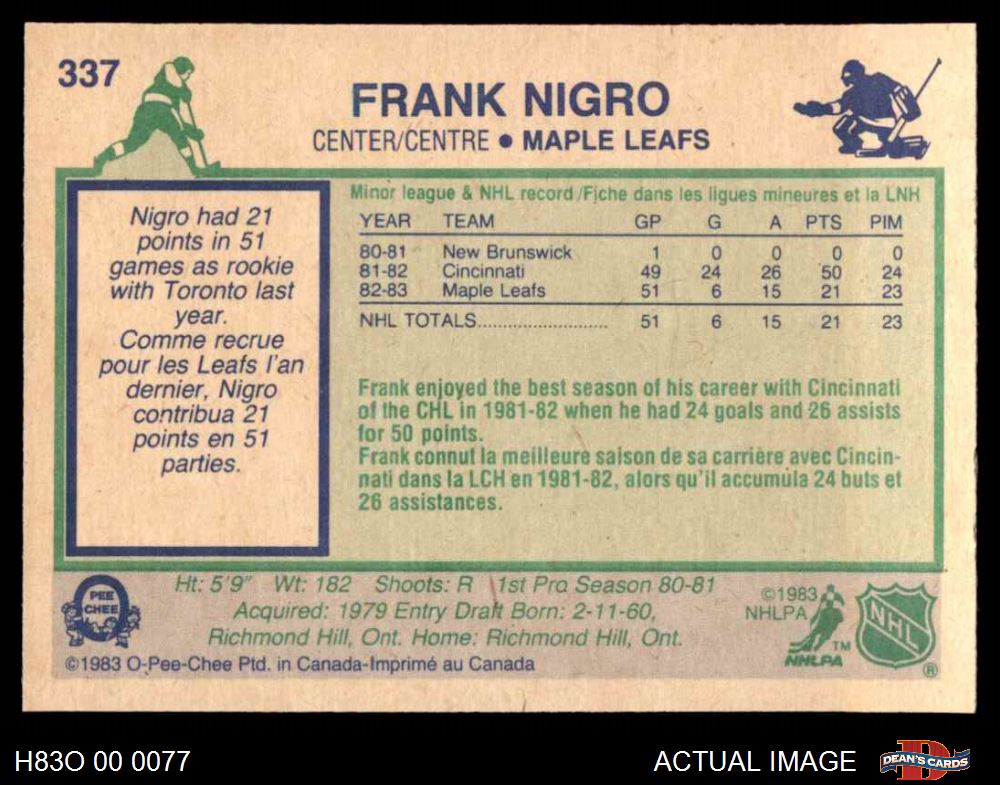 337
FRANK NIGRO
CENTER/CENTRE • MAPLE LEAFS
Nigro had 21
points in 51
games as rookie
with Toronto last
year.
Comme recrue
pour les Leafs l'an
dernier, Nigro
contribua 21
points en 51
parties.
Minor league & NHL record/Fiche dans les ligues mineures et la LNH
YEAR TEAM GP G A PTS PIM
80-81 New Brunswick 1 0 0 0 0
81-82 Cincinnati 49 24 26 50 24
82-83 Maple Leafs 51 6 15 21 23
NHL TOTALS............................ 51 6 15 21 23
Frank enjoyed the best season of his career with Cincinnati
of the CHL in 1981-82 when he had 24 goals and 26 assists
for 50 points.
Frank connut la meilleure saison de sa carrière avec Cincin-
nati dans la LCH en 1981-82, alors qu'il accumula 24 buts et
26 assistances.
PEE
CHEE
Ht: 5'9" Wt: 182 Shoots: R 1st Pro Season 80-81
Acquired: 1979 Entry Draft Born: 2-11-60,
Richmond Hill, Ont. Home: Richmond Hill, Ont.
©1983 O-Pee-Chee Ptd. in Canada-Imprimé au Canada
©1983
NHLPA
TM
NHLPA
NHL
®
H83O 00 0077
ACTUAL IMAGE
DEAN'S CARDS